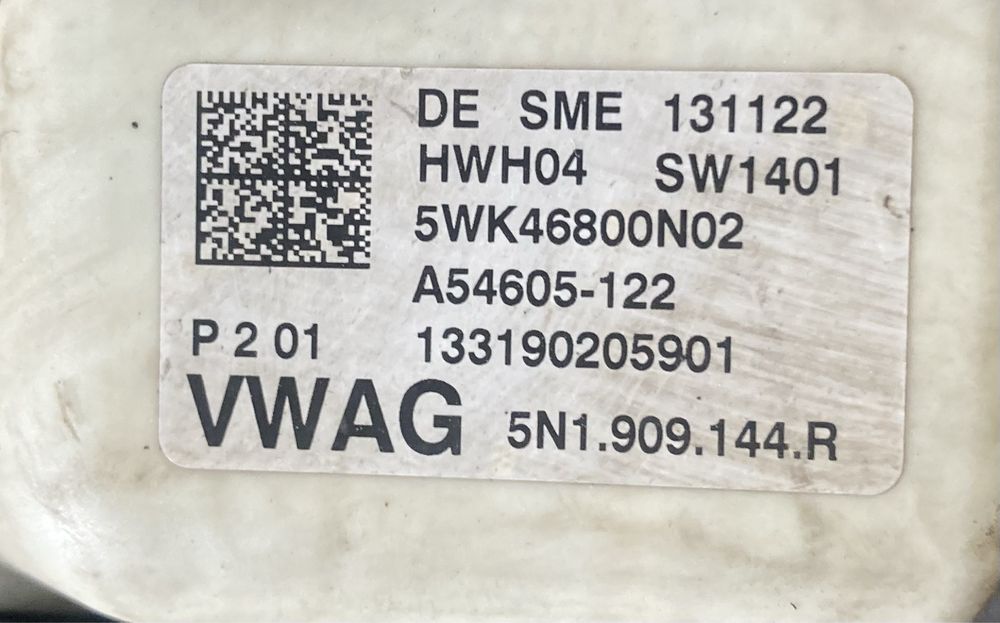 DE SME 131122
HWH04 SW1401
5WK46800N02
A54605-122
P 2 01 133190205901
VWAG 5N1.909.144.R